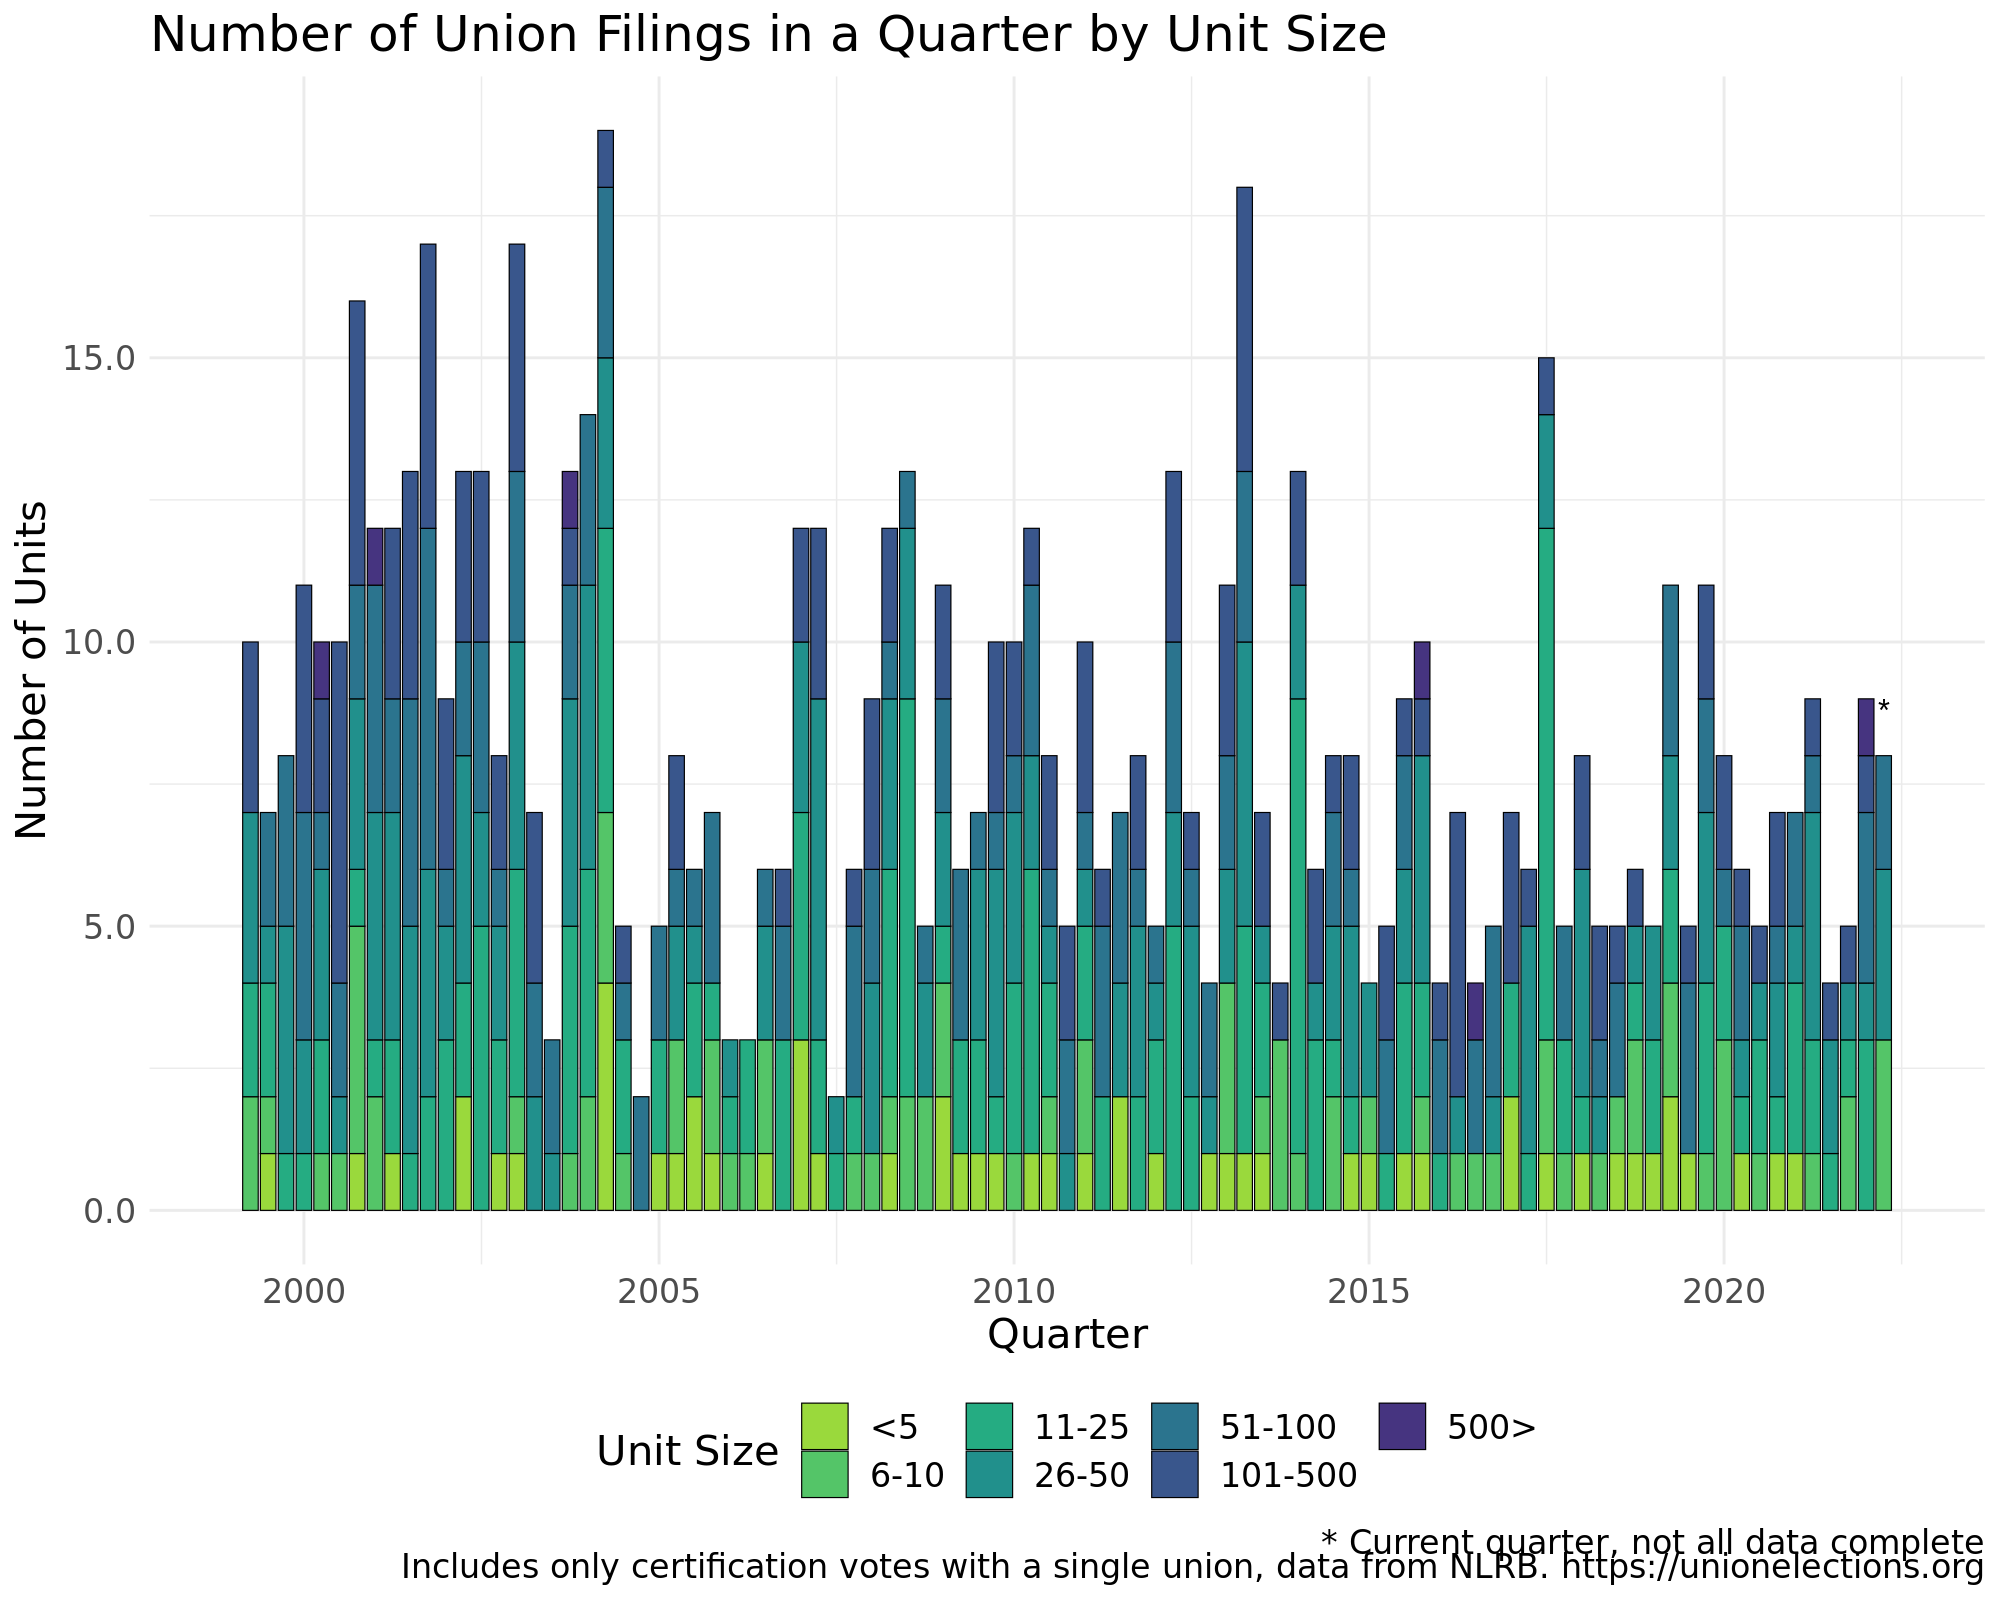 Number of Union Filings in a Quarter by Unit Size
Number of Units
15.0
10.0
5.0
0.0
*
2000 2005 2010 2015 2020
Quarter
Unit Size
<5 11-25 51-100 500>
6-10 26-50 101-500
* Current quarter, not all data complete
Includes only certification votes with a single union, data from NLRB. https://unionelections.org